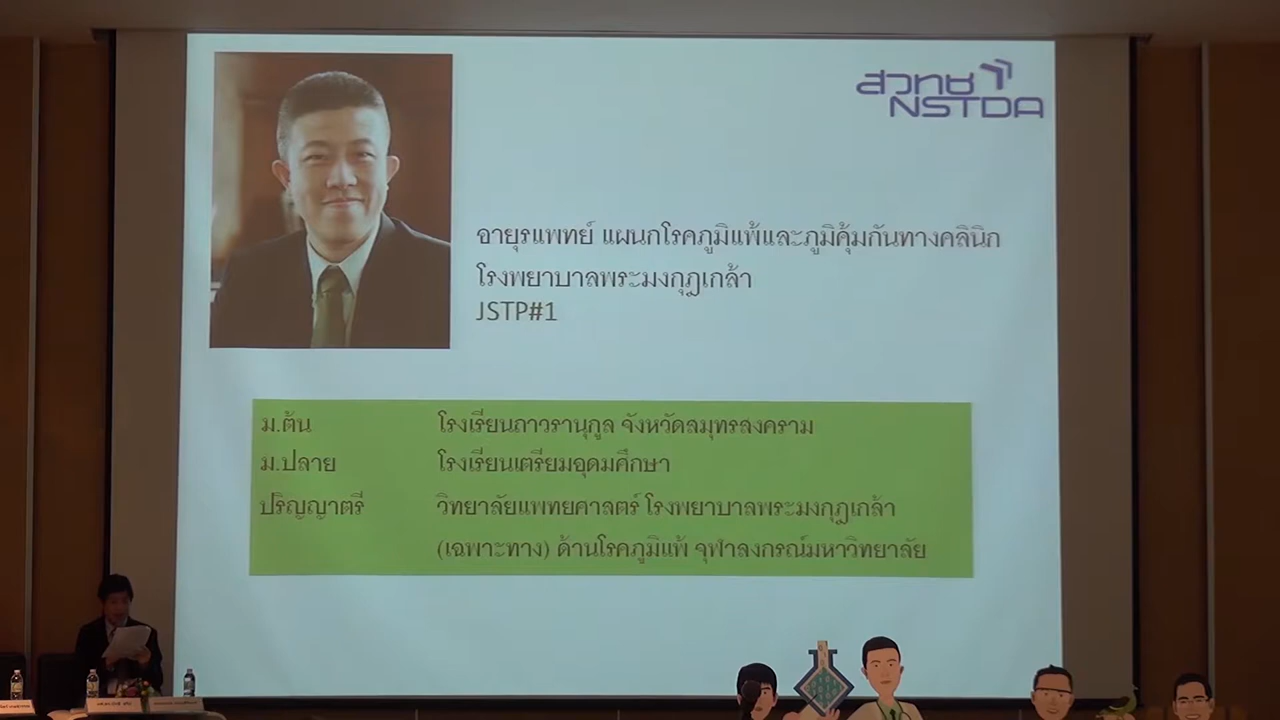 สวทช
NSTDA
อายุรแพทย์ แผนกโรคภูมิแพ้และภูมิคุ้มกันทางคลินิก
โรงพยาบาลพระมงกุฎเกล้า
JSTP#1
ม.ต้น โรงเรียนถาวรานุกูล จังหวัดสมุทรสงคราม
ม.ปลาย โรงเรียนเตรียมอุดมศึกษา
ปริญญาตรี วิทยาลัยแพทยศาสตร์ โรงพยาบาลพระมงกุฎเกล้า
(เฉพาะทาง) ด้านโรคภูมิแพ้ จุฬาลงกรณ์มหาวิทยาลัย